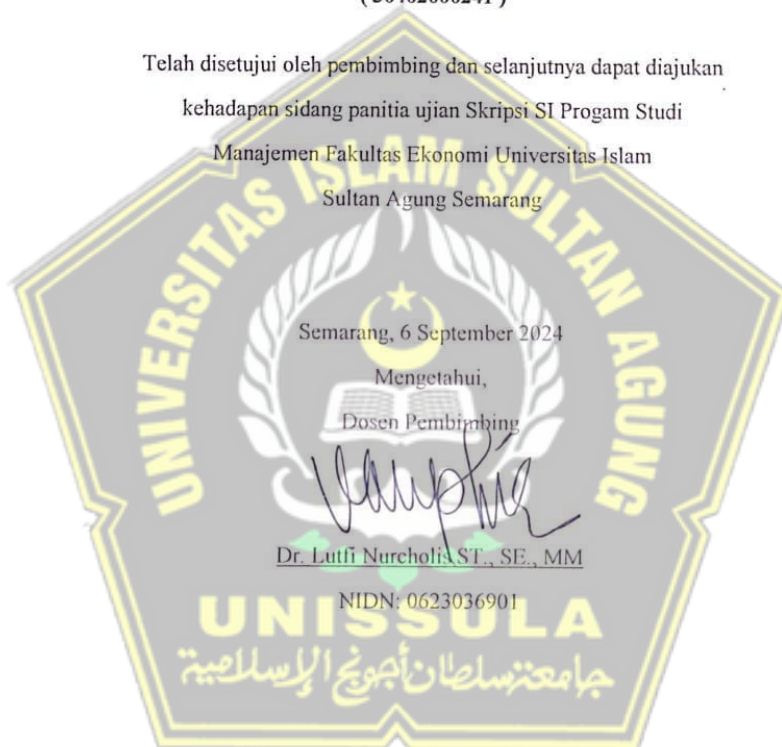 Telah disetujui oleh pembimbing dan selanjutnya dapat diajukan
kehadapan sidang panitia ujian Skripsi SI Progam Studi
Manajemen Fakultas Ekonomi Universitas Islam
Sultan Agung Semarang
UNIVERSITAS ISLAM SULTAN AGUNG
Semarang, 6 September 2024
Mengetahui,
Dosen Pembimbing
Dr. Lutfi Nurcholis ST., SE., MM
NIDN: 0623036901
UNISSULA
جامعة سلطان أجونج الإسلامية